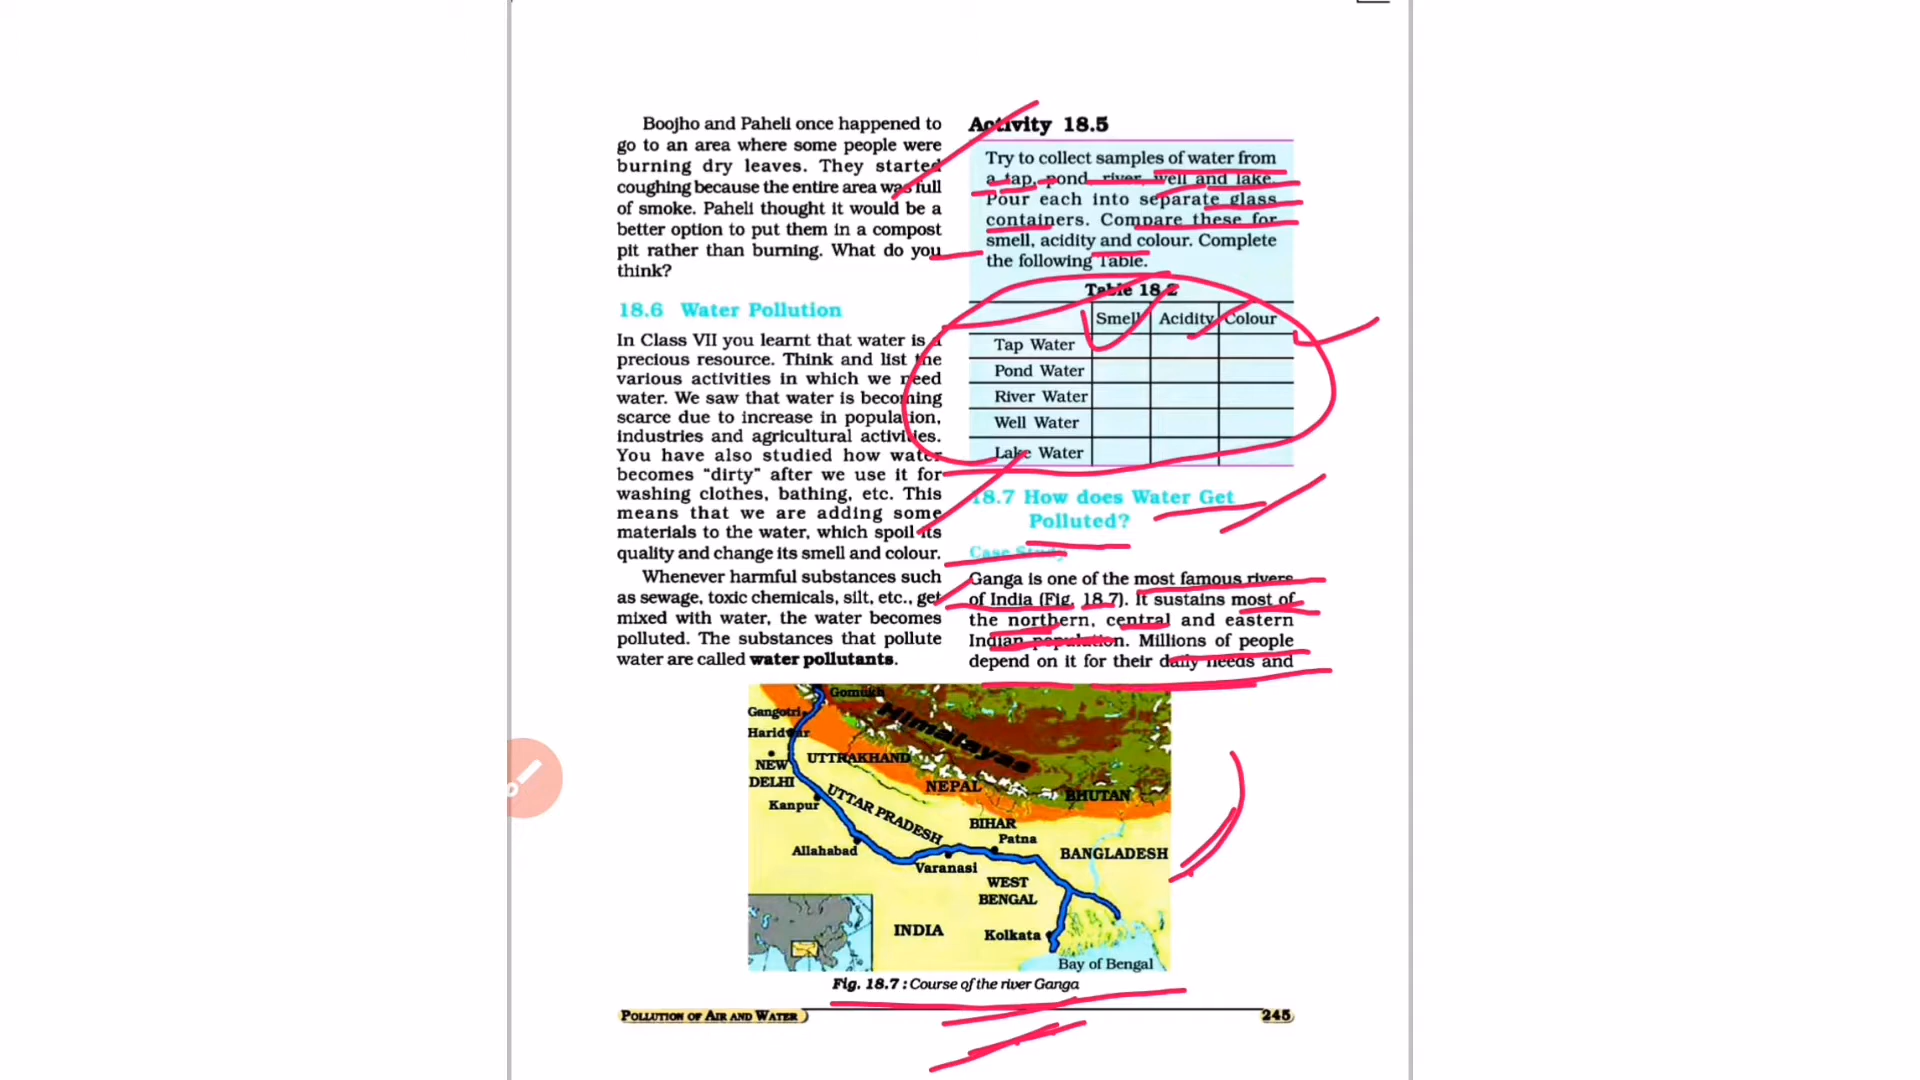 Boojho and Paheli once happened to
go to an area where some people were
burning dry leaves. They started
coughing because the entire area was full
of smoke. Paheli thought it would be a
better option to put them in a compost
pit rather than burning. What do you
think?
18.6 Water Pollution
In Class VII you learnt that water is a
precious resource. Think and list the
various activities in which we need
water. We saw that water is becoming
scarce due to increase in population,
industries and agricultural activities.
You have also studied how water
becomes “dirty” after we use it for
washing clothes, bathing, etc. This
means that we are adding some
materials to the water, which spoil its
quality and change its smell and colour.
Whenever harmful substances such
as sewage, toxic chemicals, silt, etc., get
mixed with water, the water becomes
polluted. The substances that pollute
water are called water pollutants.
Activity 18.5
Try to collect samples of water from
a tap, pond, river, well and lake.
Pour each into separate glass
containers. Compare these for
smell, acidity and colour. Complete
the following Table.
Table 18.2
Smell Acidity Colour
Tap Water
Pond Water
River Water
Well Water
Lake Water
18.7 How does Water Get
Polluted?
Case Study
Ganga is one of the most famous rivers
of India (Fig. 18.7). It sustains most of
the northern, central and eastern
Indian population. Millions of people
depend on it for their daily needs and
Gomukh
Gangotri
Haridwar
Himalayas
NEW
DELHI
UTTRAKHAND
NEPAL
BHUTAN
Kanpur
UTTAR PRADESH
BIHAR
Patna
Allahabad
BANGLADESH
Varanasi
WEST
BENGAL
INDIA
Kolkata
Bay of Bengal
Fig. 18.7 : Course of the river Ganga
POLLUTION OF AIR AND WATER
245